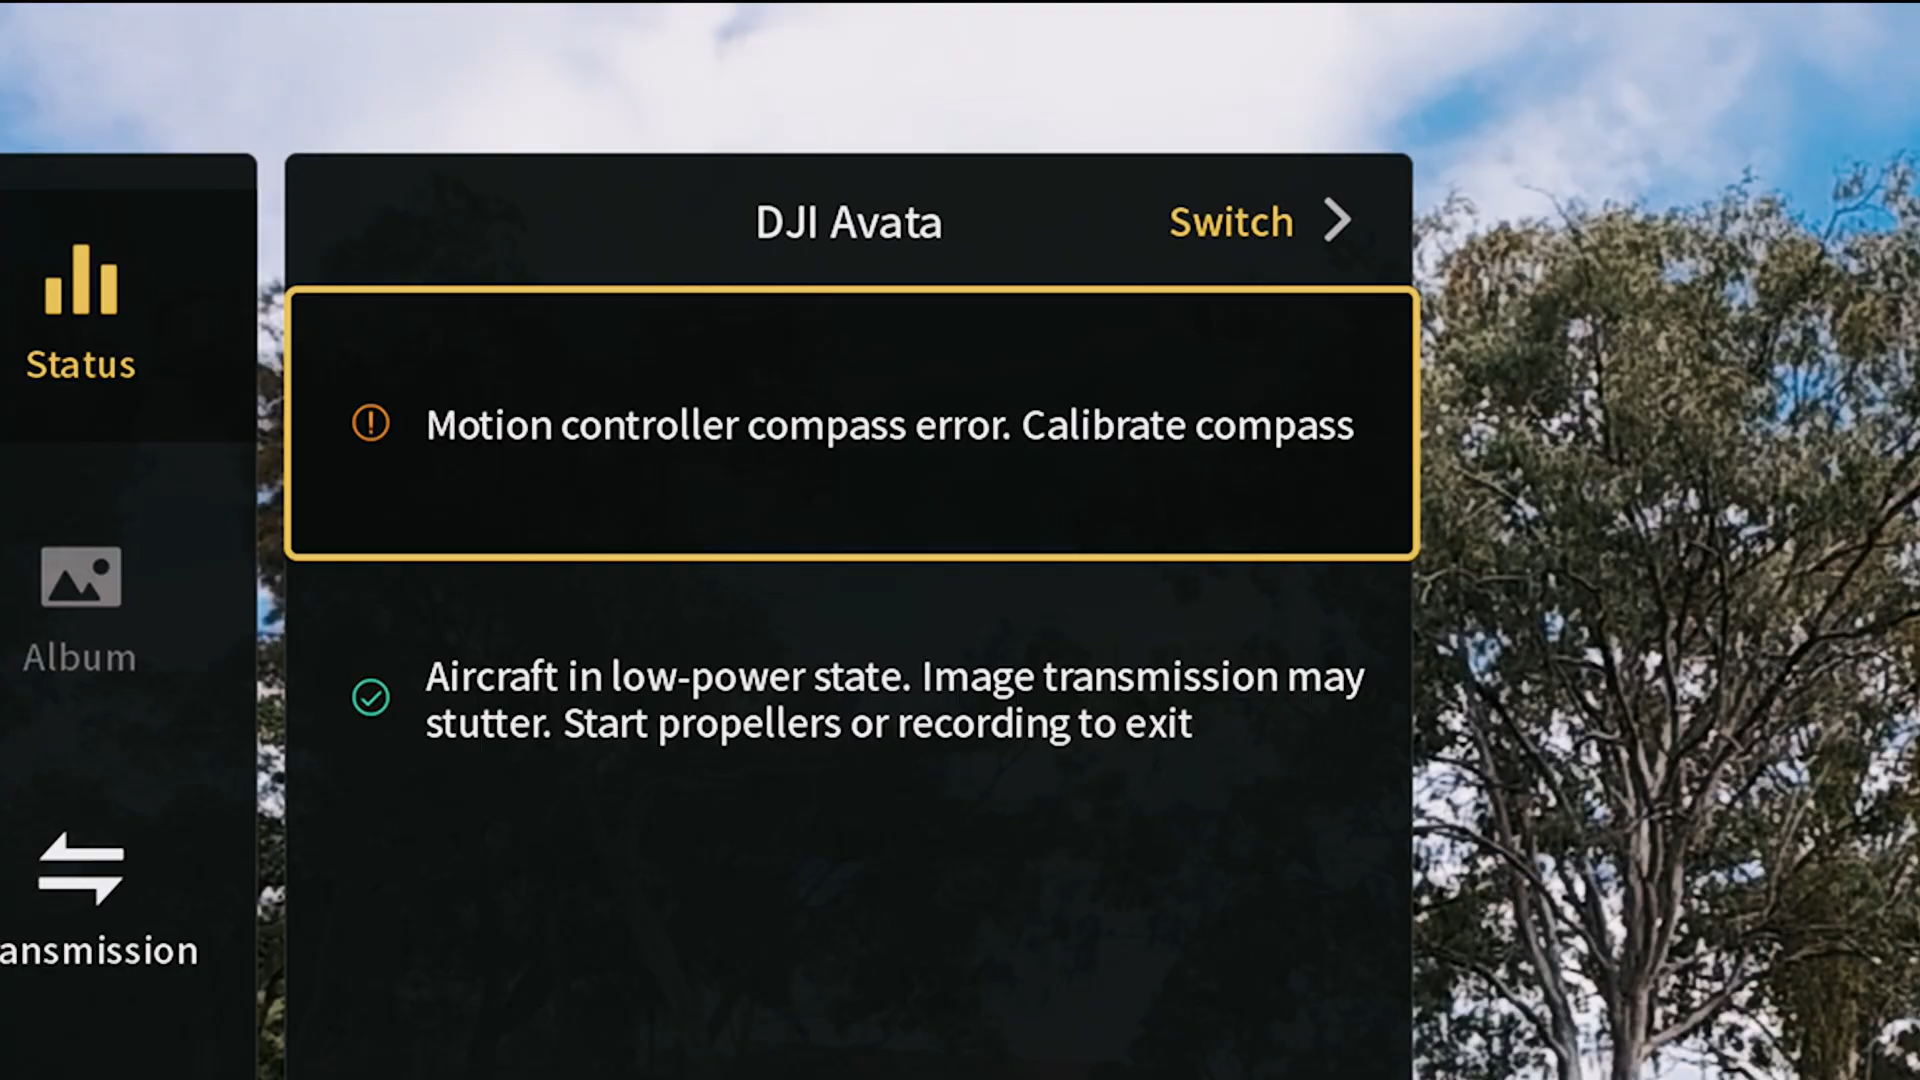 DJI Avata
Switch
Status
Motion controller compass error. Calibrate compass
Album
Aircraft in low-power state. Image transmission may
stutter. Start propellers or recording to exit
ansmission